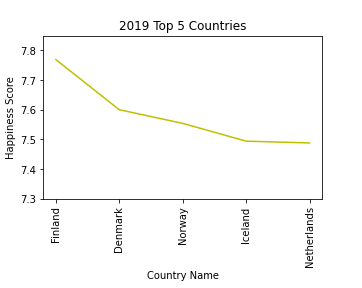 2019 Top 5 Countries
Happiness Score
7.8
7.7
7.6
7.5
7.4
7.3
Finland
Denmark
Norway
Iceland
Netherlands
Country Name